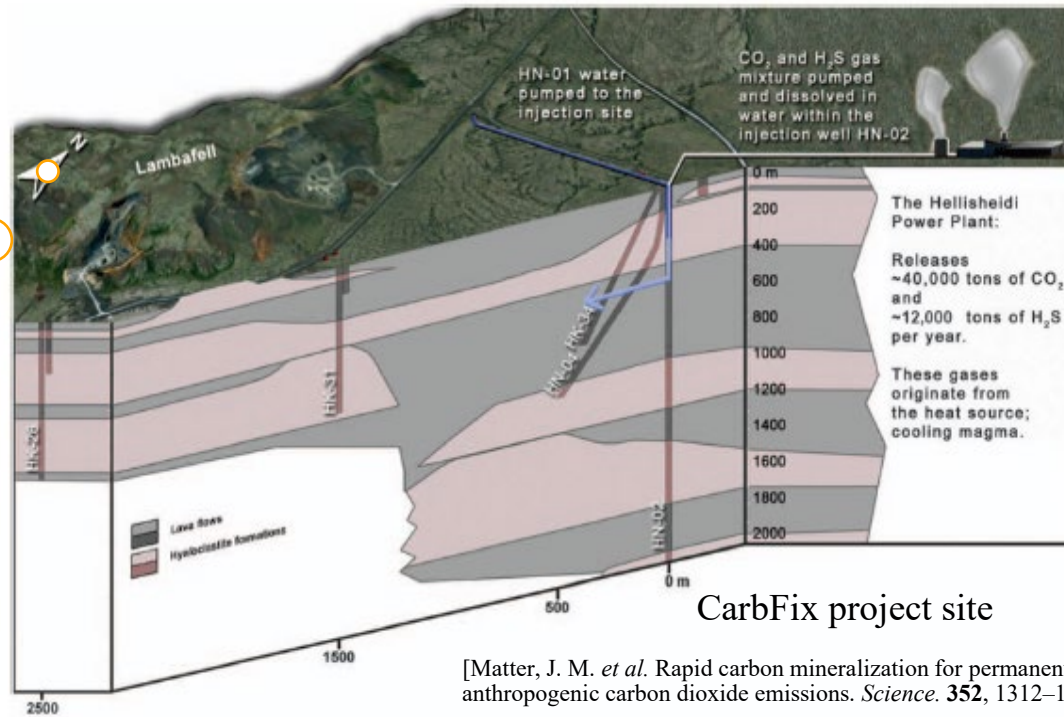 HN-01 water
pumped to the
injection site
CO₂ and H₂S gas
mixture pumped
and dissolved in
water within the
injection well HN-02
N
Lambafell
0 m
200
400
600
800
1000
1200
1400
1600
1800
2000
The Hellisheidi
Power Plant:
Releases
~40,000 tons of CO₂
and
~12,000 tons of H₂S
per year.
These gases
originate from
the heat source;
cooling magma.
HK-34
HN-04
HK-31
HK-26
HN-02
Lava flows
Hyaloclastite formations
0 m
500
1500
2500
CarbFix project site
[Matter, J. M. et al. Rapid carbon mineralization for permanent
anthropogenic carbon dioxide emissions. Science. 352, 1312–1